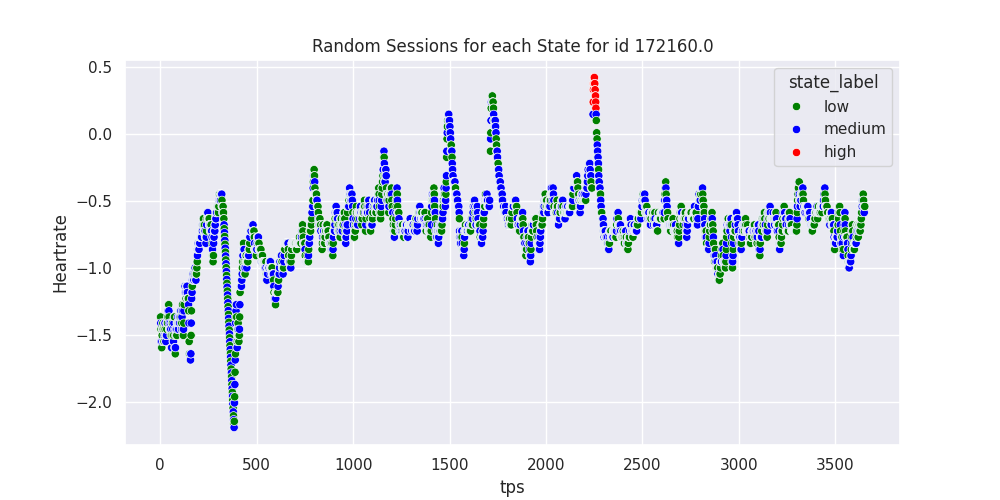 Random Sessions for each State for id 172160.0
0.5
0.0
−0.5
−1.0
−1.5
−2.0
Heartrate
state_label
low
medium
high
0 500 1000 1500 2000 2500 3000 3500
tps